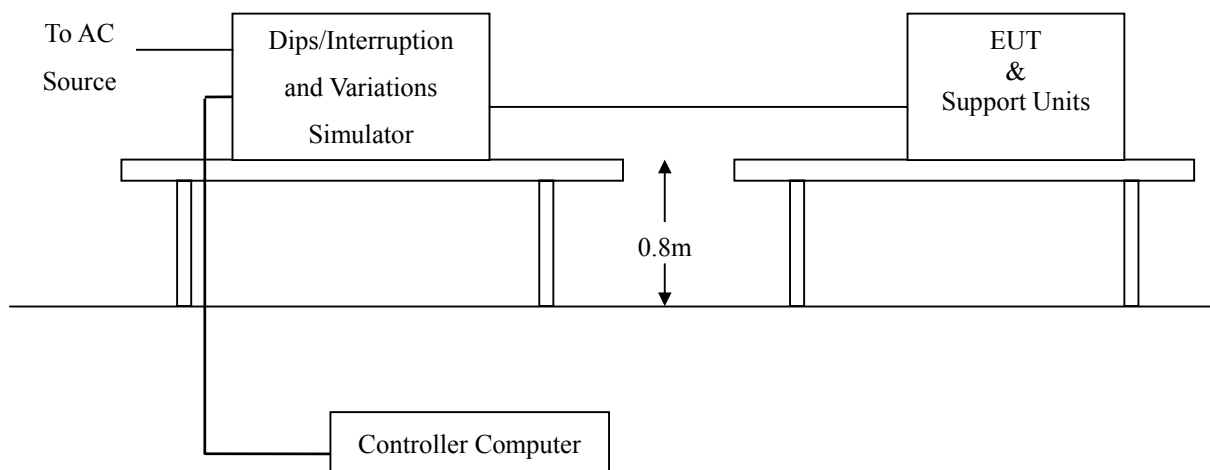 To AC
Source
Dips/Interruption
and Variations
Simulator
EUT
&
Support Units
0.8m
Controller Computer